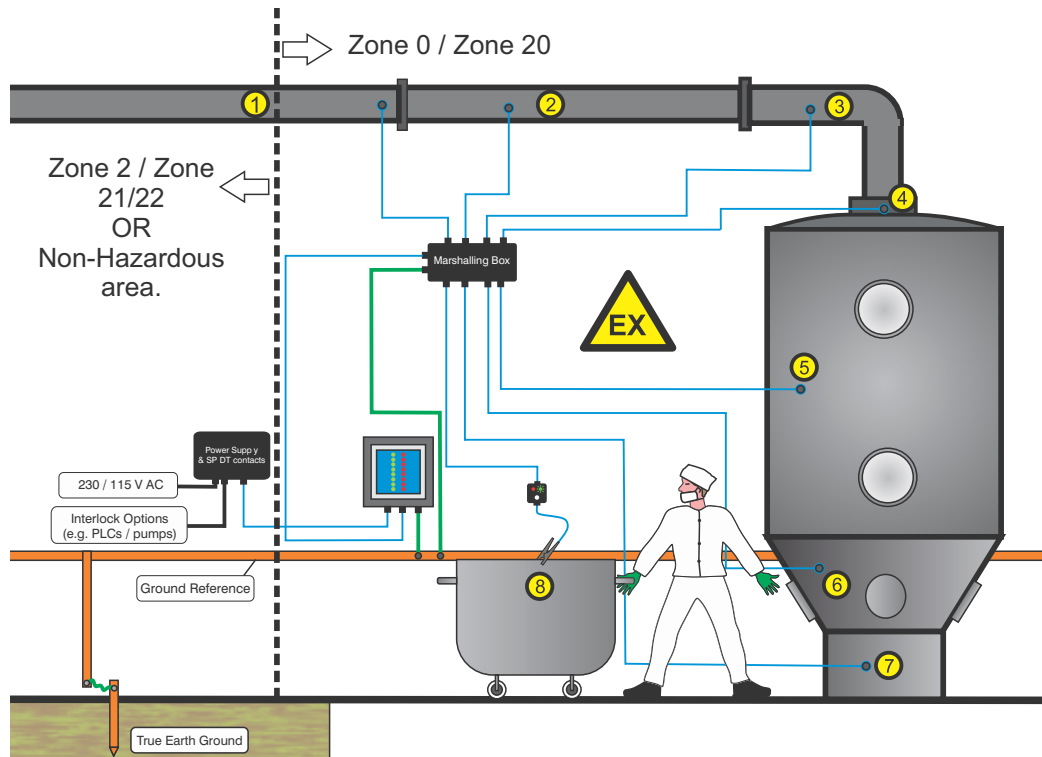 Zone 0 / Zone 20
1
2
3
Zone 2 / Zone
21/22
OR
Non-Hazardous
area.
4
Marshalling Box
EX
5
Power Supp y
& SP DT contacts
230 / 115 V AC
Interlock Options
(e.g. PLCs / pumps)
Ground Reference
8
6
7
True Earth Ground